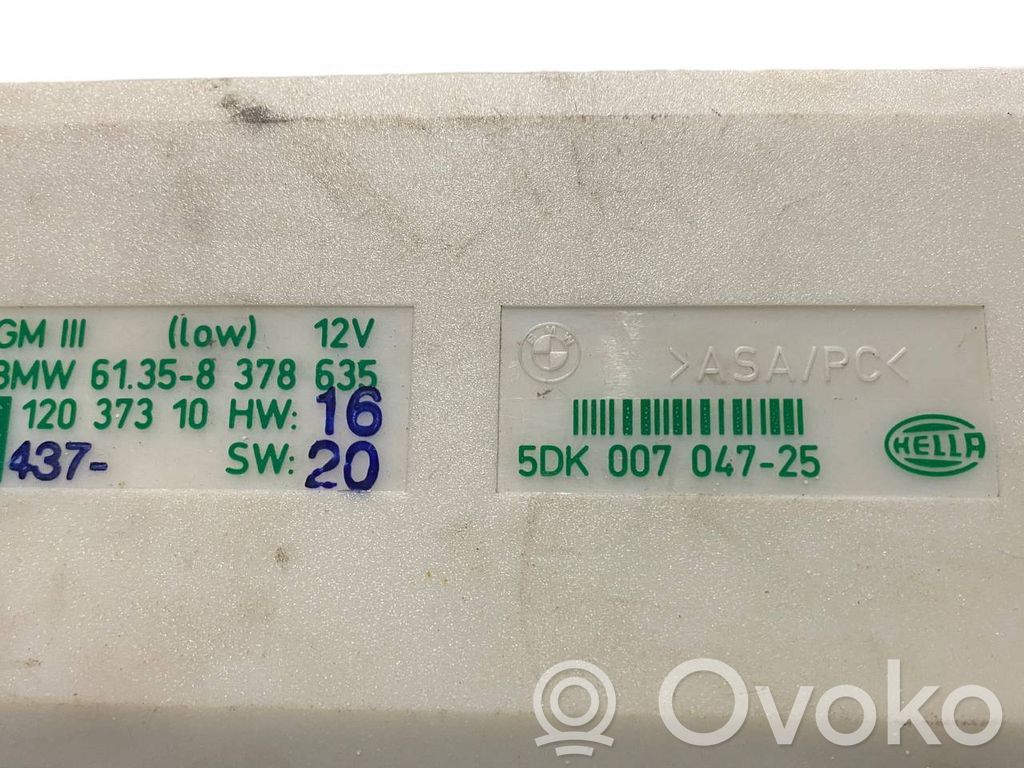 GM III (low) 12V
BMW 61.35-8 378 635
120 373 10 HW: 16
437- SW: 20
BMW
>ASA/PC<
5DK 007 047-25
HELLA
Ovoko